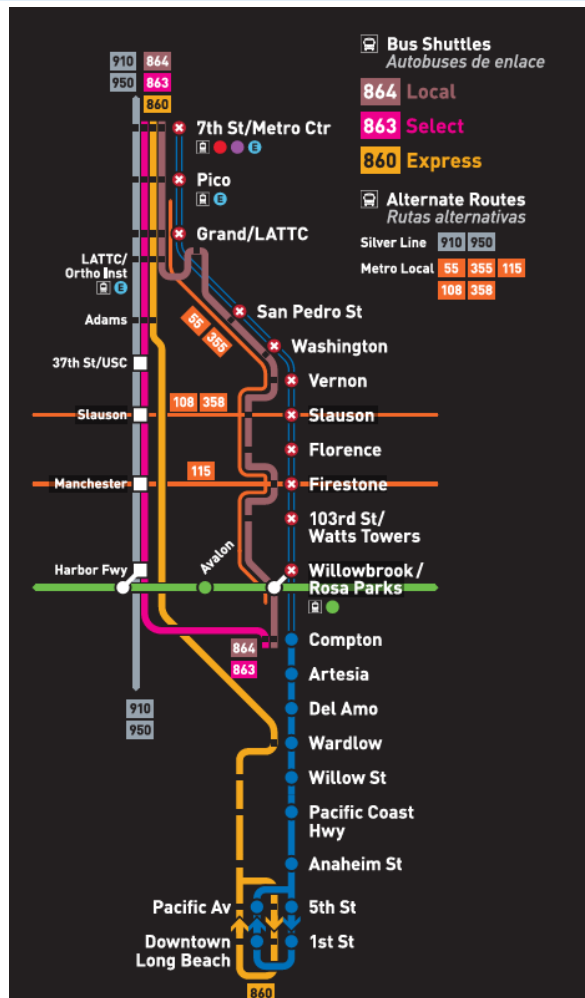 910 864
950 863
860
Bus Shuttles
Autobuses de enlace
864 Local
863 Select
860 Express
Alternate Routes
Rutas alternativas
Silver Line 910 950
Metro Local 55 355 115
108 358
7th St/Metro Ctr
E
Pico
E
Grand/LATTC
LATTC/
Ortho Inst
E
San Pedro St
Adams
55 355
Washington
37th St/USC
Vernon
108 358
Slauson
Slauson
Florence
115
Manchester
Firestone
103rd St/
Watts Towers
Avalon
Harbor Fwy
Willowbrook/
Rosa Parks
Compton
864
863
Artesia
910
950
Del Amo
Wardlow
Willow St
Pacific Coast
Hwy
Anaheim St
Pacific Av
5th St
Downtown
Long Beach
1st St
860